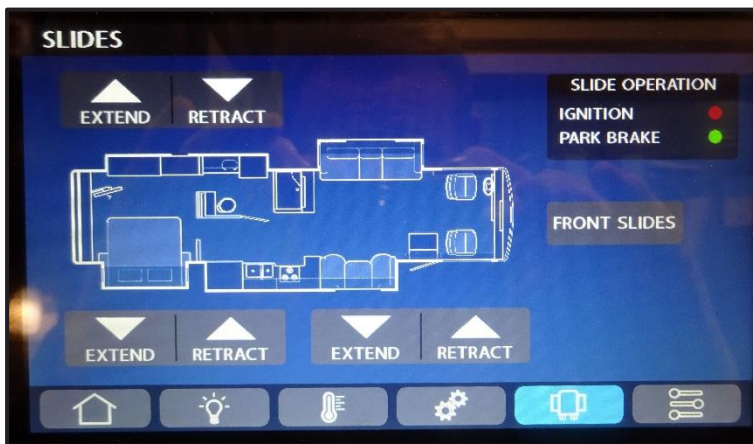 SLIDES
EXTEND RETRACT
SLIDE OPERATION
IGNITION
PARK BRAKE
FRONT SLIDES
EXTEND RETRACT EXTEND RETRACT